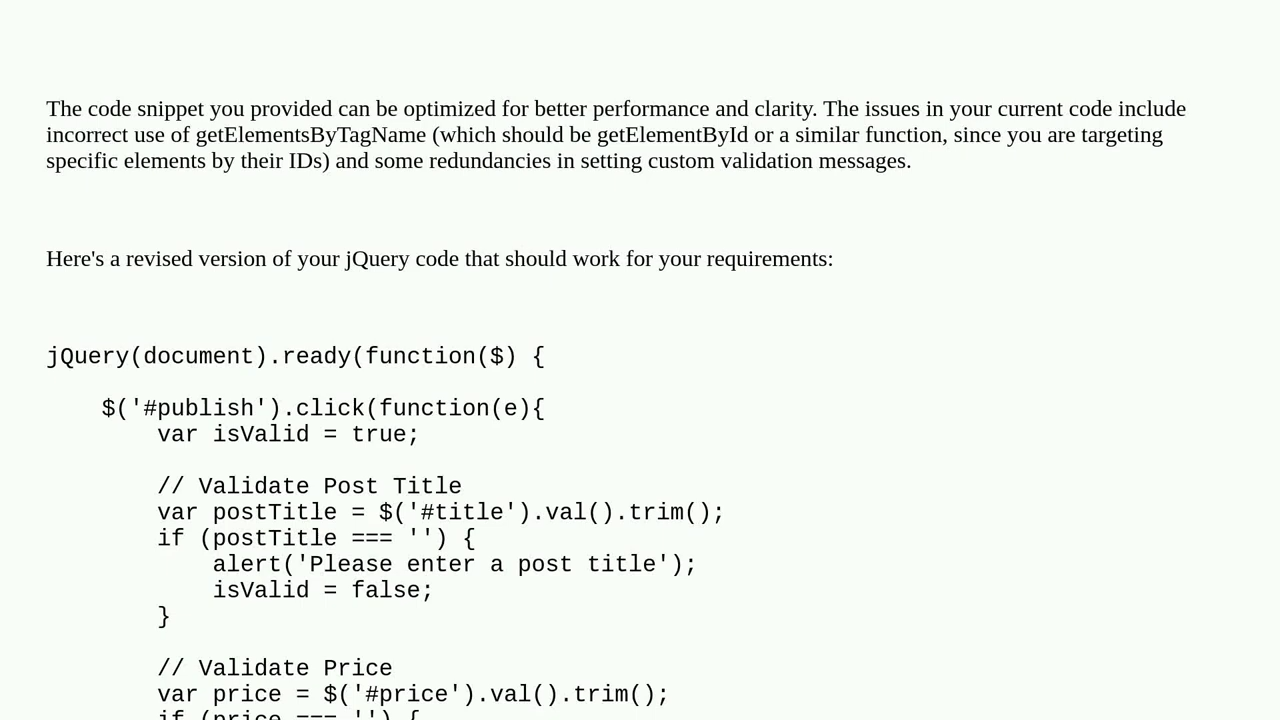 The code snippet you provided can be optimized for better performance and clarity. The issues in your current code include
incorrect use of getElementsByTagName (which should be getElementById or a similar function, since you are targeting
specific elements by their IDs) and some redundancies in setting custom validation messages.
Here's a revised version of your jQuery code that should work for your requirements:
jQuery(document).ready(function($) {
    $('#publish').click(function(e){
        var isValid = true;
        // Validate Post Title
        var postTitle = $('#title').val().trim();
        if (postTitle === '') {
            alert('Please enter a post title');
            isValid = false;
        }
        // Validate Price
        var price = $('#price').val().trim();
        if (price === '') {